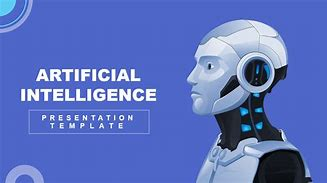 ARTIFICIAL
INTELLIGENCE
PRESENTATION
TEMPLATE